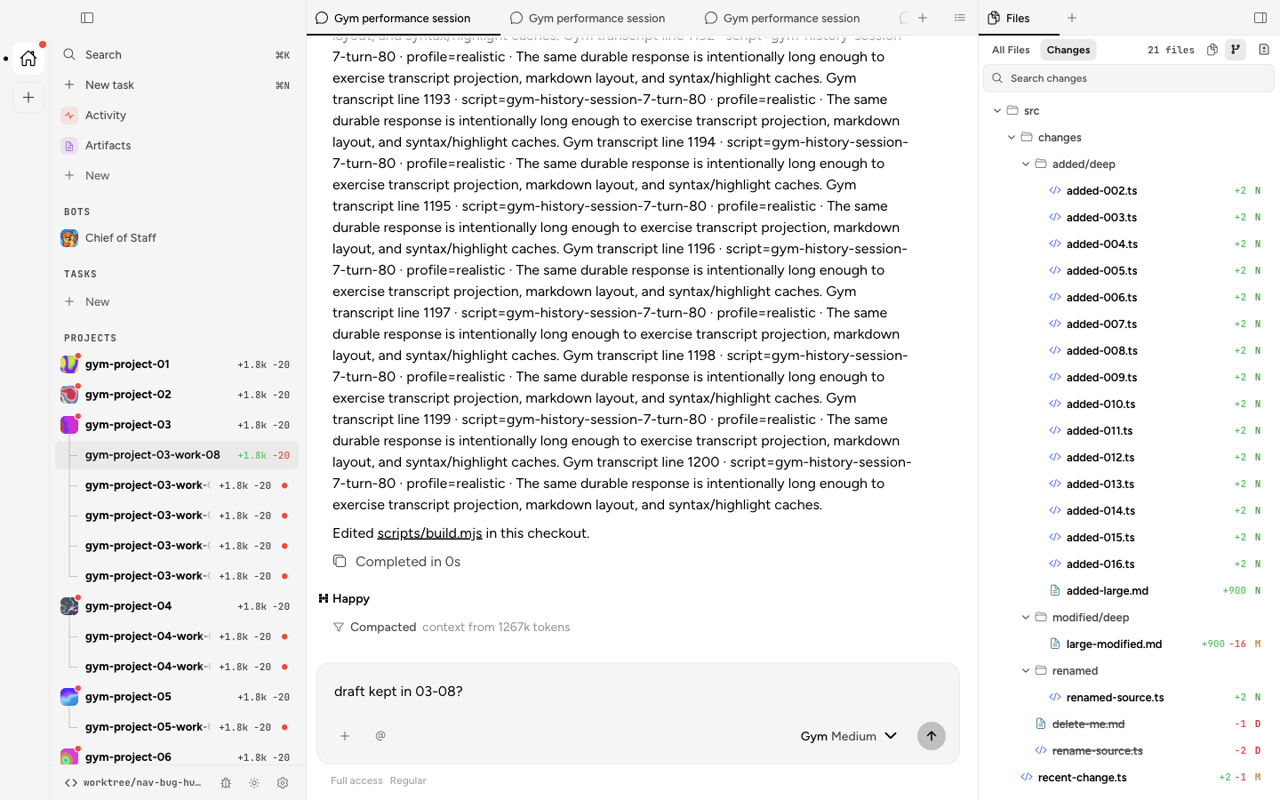 Search ⌘K
New task ⌘N
Activity
Artifacts
New
BOTS
Chief of Staff
TASKS
New
PROJECTS
gym-project-01 +1.8k -20
gym-project-02 +1.8k -20
gym-project-03 +1.8k -20
gym-project-03-work-08 +1.8k -20
gym-project-03-work- +1.8k -20
gym-project-03-work- +1.8k -20
gym-project-03-work- +1.8k -20
gym-project-03-work- +1.8k -20
gym-project-04 +1.8k -20
gym-project-04-work- +1.8k -20
gym-project-04-work- +1.8k -20
gym-project-05 +1.8k -20
gym-project-05-work- +1.8k -20
gym-project-06 +1.8k -20
worktree/nav-bug-hu…
Gym performance session
Gym performance session
Gym performance session
layout, and syntax/highlight caches. Gym transcript line 1192 · script=gym-history-session-
7-turn-80 · profile=realistic · The same durable response is intentionally long enough to
exercise transcript projection, markdown layout, and syntax/highlight caches. Gym
transcript line 1193 · script=gym-history-session-7-turn-80 · profile=realistic · The same
durable response is intentionally long enough to exercise transcript projection, markdown
layout, and syntax/highlight caches. Gym transcript line 1194 · script=gym-history-session-
7-turn-80 · profile=realistic · The same durable response is intentionally long enough to
exercise transcript projection, markdown layout, and syntax/highlight caches. Gym
transcript line 1195 · script=gym-history-session-7-turn-80 · profile=realistic · The same
durable response is intentionally long enough to exercise transcript projection, markdown
layout, and syntax/highlight caches. Gym transcript line 1196 · script=gym-history-session-
7-turn-80 · profile=realistic · The same durable response is intentionally long enough to
exercise transcript projection, markdown layout, and syntax/highlight caches. Gym
transcript line 1197 · script=gym-history-session-7-turn-80 · profile=realistic · The same
durable response is intentionally long enough to exercise transcript projection, markdown
layout, and syntax/highlight caches. Gym transcript line 1198 · script=gym-history-session-
7-turn-80 · profile=realistic · The same durable response is intentionally long enough to
exercise transcript projection, markdown layout, and syntax/highlight caches. Gym
transcript line 1199 · script=gym-history-session-7-turn-80 · profile=realistic · The same
durable response is intentionally long enough to exercise transcript projection, markdown
layout, and syntax/highlight caches. Gym transcript line 1200 · script=gym-history-session-
7-turn-80 · profile=realistic · The same durable response is intentionally long enough to
exercise transcript projection, markdown layout, and syntax/highlight caches.
Edited scripts/build.mjs in this checkout.
Completed in 0s
Happy
Compacted context from 1267k tokens
draft kept in 03-08?
@ Gym Medium
Full access Regular
Files
All Files Changes 21 files
Search changes
src
changes
added/deep
added-002.ts +2 N
added-003.ts +2 N
added-004.ts +2 N
added-005.ts +2 N
added-006.ts +2 N
added-007.ts +2 N
added-008.ts +2 N
added-009.ts +2 N
added-010.ts +2 N
added-011.ts +2 N
added-012.ts +2 N
added-013.ts +2 N
added-014.ts +2 N
added-015.ts +2 N
added-016.ts +2 N
added-large.md +900 N
modified/deep
large-modified.md +900 -16 M
renamed
renamed-source.ts +2 N
delete-me.md -1 D
rename-source.ts -2 D
recent-change.ts +2 -1 M